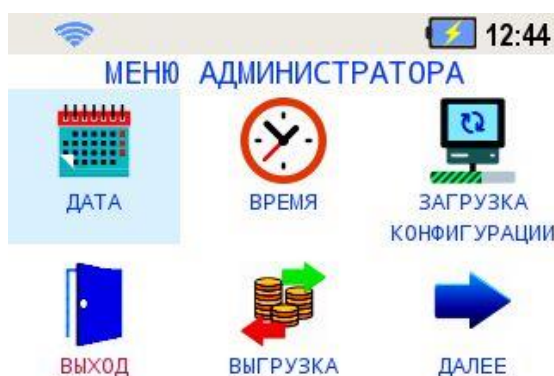 12:44
МЕНЮ АДМИНИСТРАТОРА
ДАТА
ВРЕМЯ
ЗАГРУЗКА
КОНФИГУРАЦИИ
ВЫХОД
ВЫГРУЗКА
ДАЛЕЕ